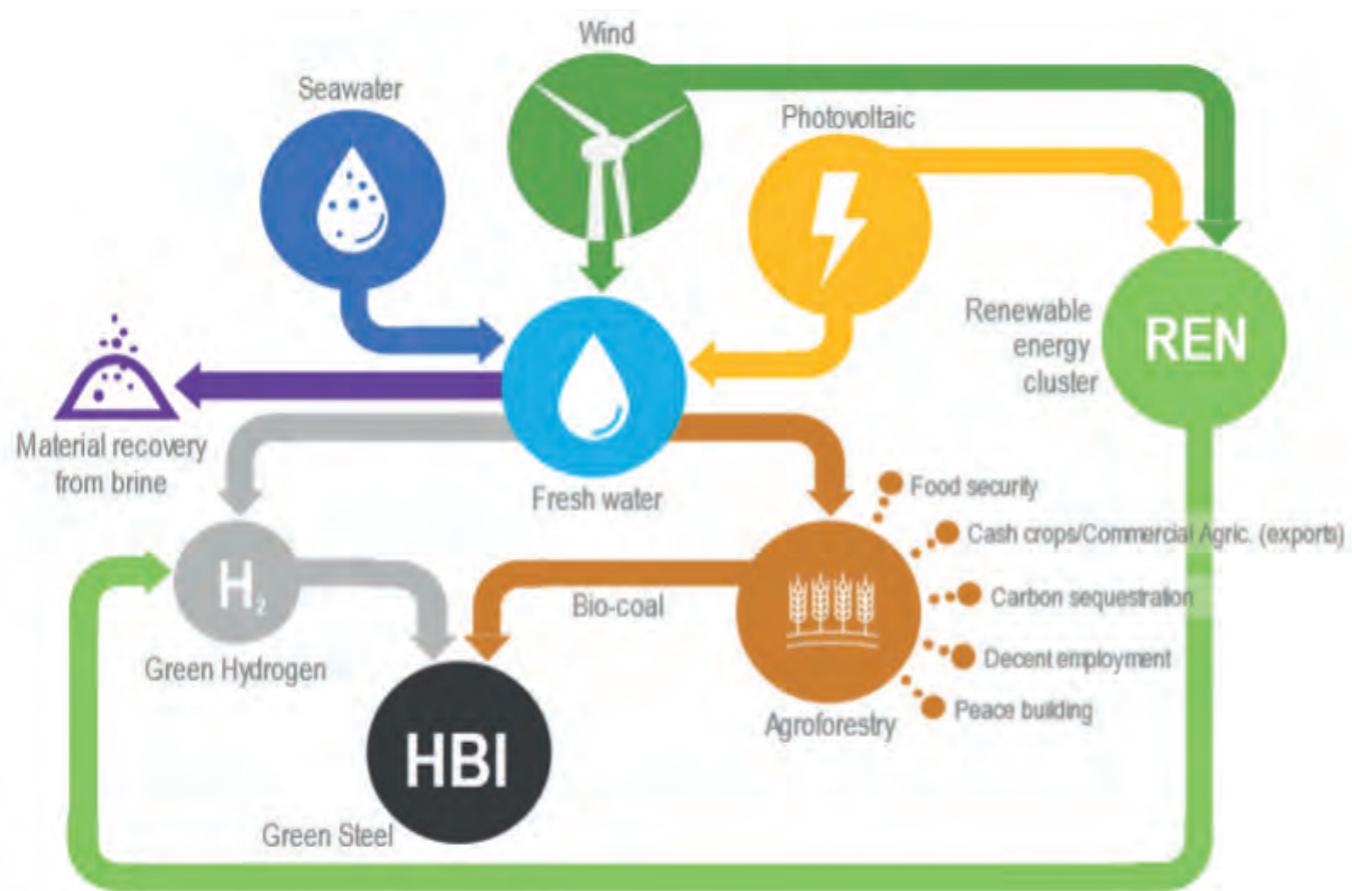 Wind
Seawater
Photovoltaic
Renewable
energy
cluster
REN
Material recovery
from brine
Fresh water
Food security
Cash crops/Commercial Agric. (exports)
Carbon sequestration
Decent employment
Peace building
H2
Green Hydrogen
Bio-coal
Agroforestry
HBI
Green Steel